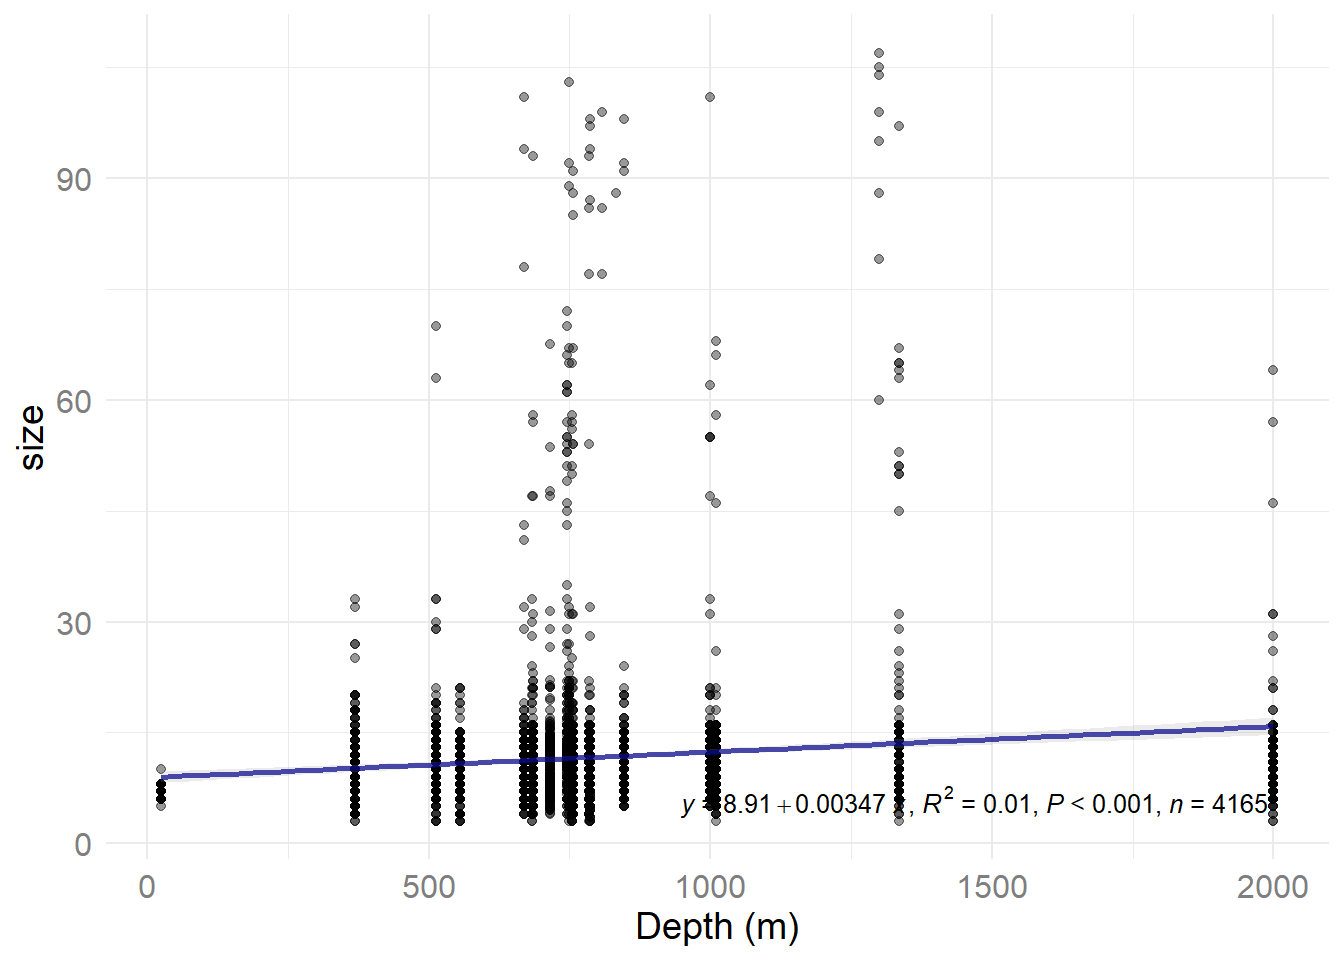 90
60
30
0
size
y = 8.91 + 0.00347 x, R² = 0.01, P < 0.001, n = 4165
0 500 1000 1500 2000
Depth (m)